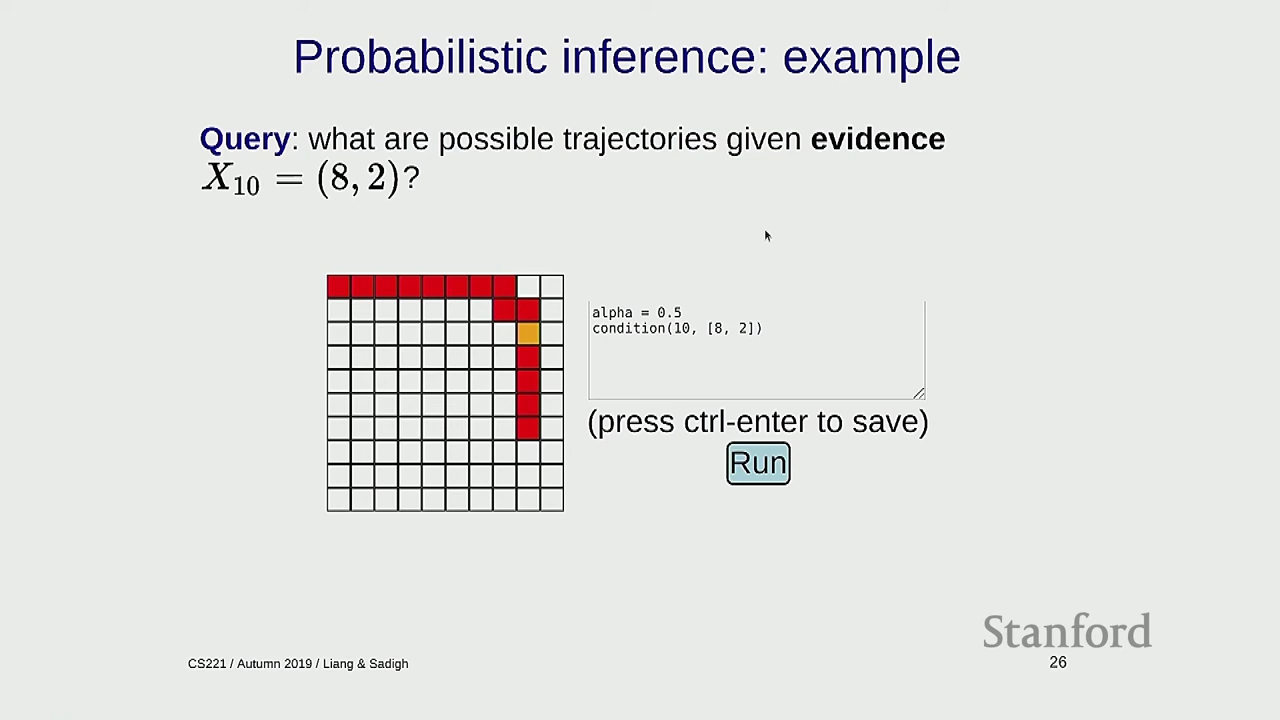 Probabilistic inference: example
Query: what are possible trajectories given evidence
X₁₀ = (8, 2)?
alpha = 0.5
condition(10, [8, 2])
(press ctrl-enter to save)
Run
Stanford
CS221 / Autumn 2019 / Liang & Sadigh
26